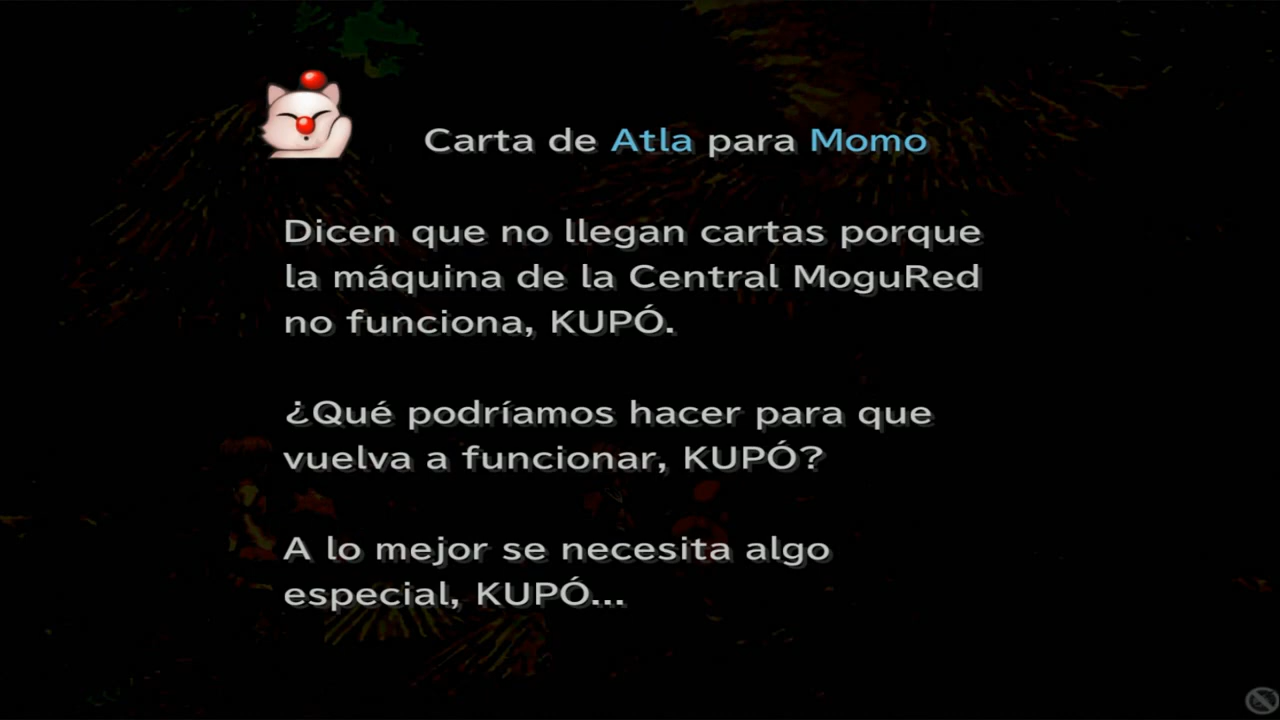 Carta de Atla para Momo
Dicen que no llegan cartas porque
la máquina de la Central MoguRed
no funciona, KUPÓ.
¿Qué podríamos hacer para que
vuelva a funcionar, KUPÓ?
A lo mejor se necesita algo
especial, KUPÓ...